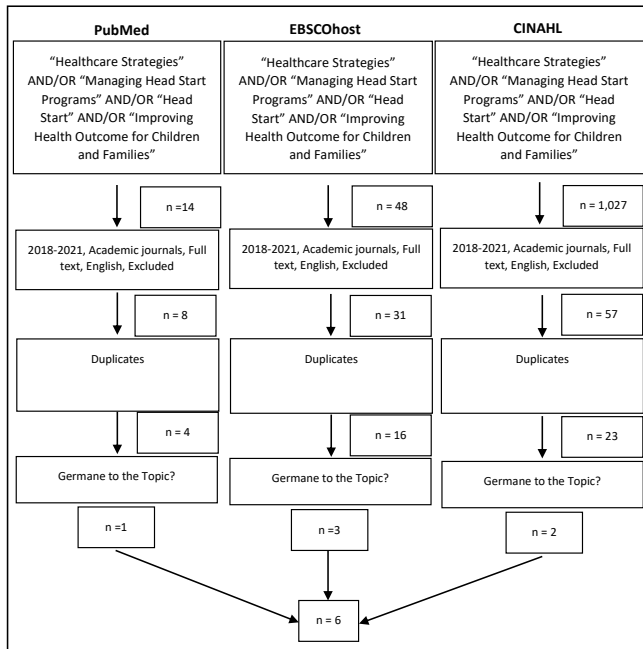 PubMed
“Healthcare Strategies”
AND/OR “Managing Head Start
Programs” AND/OR “Head
Start” AND/OR “Improving
Health Outcome for Children
and Families”
n =14
2018-2021, Academic journals, Full
text, English, Excluded
n = 8
Duplicates
n = 4
Germane to the Topic?
n =1
EBSCOhost
“Healthcare Strategies”
AND/OR “Managing Head Start
Programs” AND/OR “Head
Start” AND/OR “Improving
Health Outcome for Children
and Families”
n = 48
2018-2021, Academic journals, Full
text, English, Excluded
n = 31
Duplicates
n = 16
Germane to the Topic?
n =3
CINAHL
“Healthcare Strategies”
AND/OR “Managing Head Start
Programs” AND/OR “Head
Start” AND/OR “Improving
Health Outcome for Children
and Families”
n = 1,027
2018-2021, Academic journals, Full
text, English, Excluded
n = 57
Duplicates
n = 23
Germane to the Topic?
n = 2
n = 6